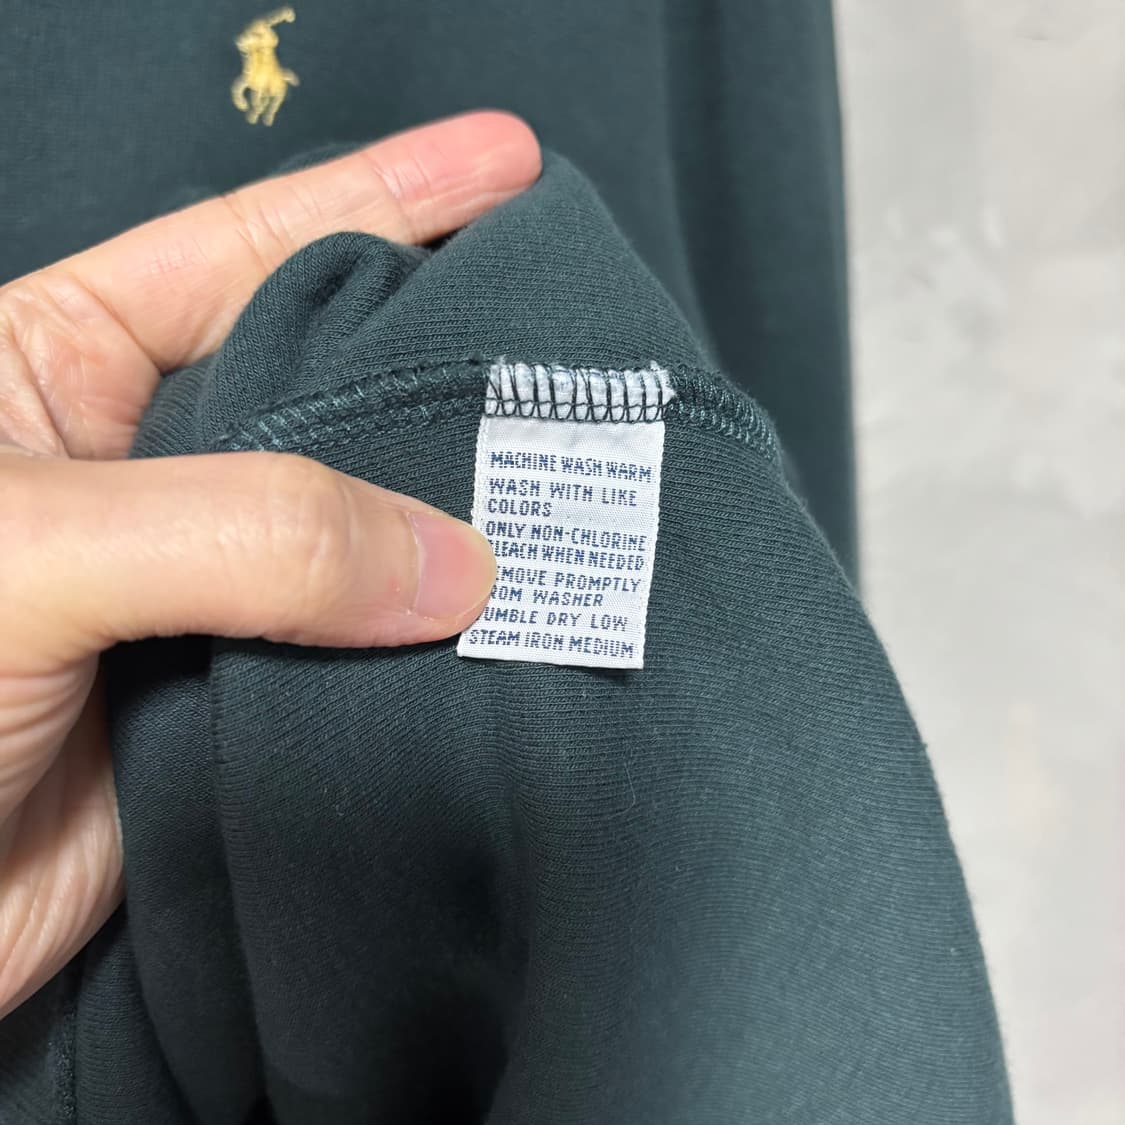 MACHINE WASH WARM
WASH WITH LIKE
COLORS
ONLY NON-CHLORINE
BLEACH WHEN NEEDED
REMOVE PROMPTLY
FROM WASHER
TUMBLE DRY LOW
STEAM IRON MEDIUM